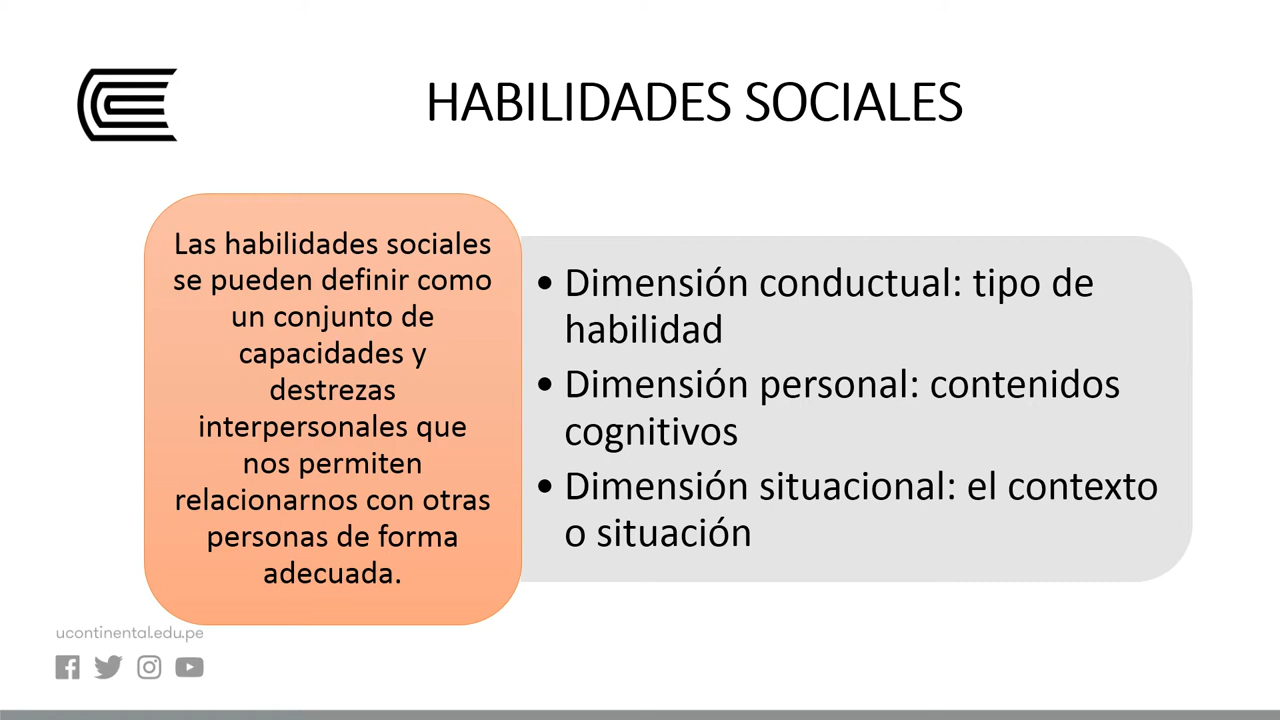 HABILIDADES SOCIALES
Las habilidades sociales
se pueden definir como
un conjunto de
capacidades y
destrezas
interpersonales que
nos permiten
relacionarnos con otras
personas de forma
adecuada.
• Dimensión conductual: tipo de
habilidad
• Dimensión personal: contenidos
cognitivos
• Dimensión situacional: el contexto
o situación
ucontinental.edu.pe